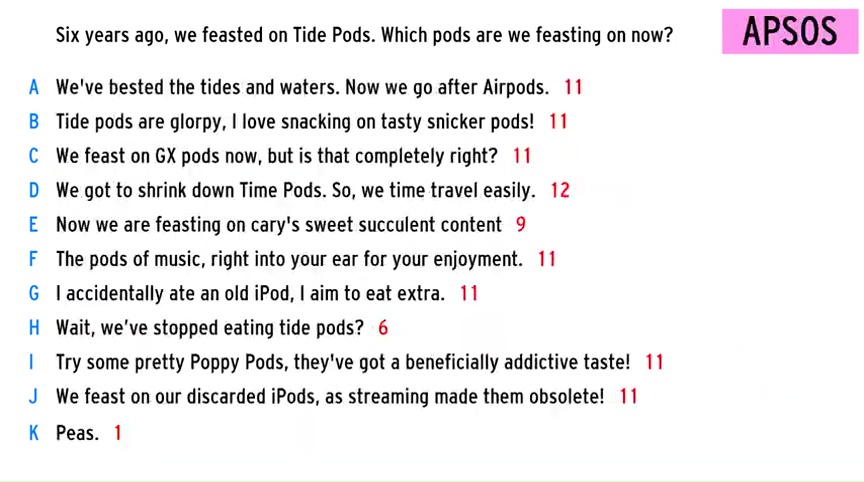 Six years ago, we feasted on Tide Pods. Which pods are we feasting on now?
APSOS
A We've bested the tides and waters. Now we go after Airpods. 11
B Tide pods are glorpy, I love snacking on tasty snicker pods! 11
C We feast on GX pods now, but is that completely right? 11
D We got to shrink down Time Pods. So, we time travel easily. 12
E Now we are feasting on cary's sweet succulent content 9
F The pods of music, right into your ear for your enjoyment. 11
G I accidentally ate an old iPod, I aim to eat extra. 11
H Wait, we've stopped eating tide pods? 6
I Try some pretty Poppy Pods, they've got a beneficially addictive taste! 11
J We feast on our discarded iPods, as streaming made them obsolete! 11
K Peas. 1